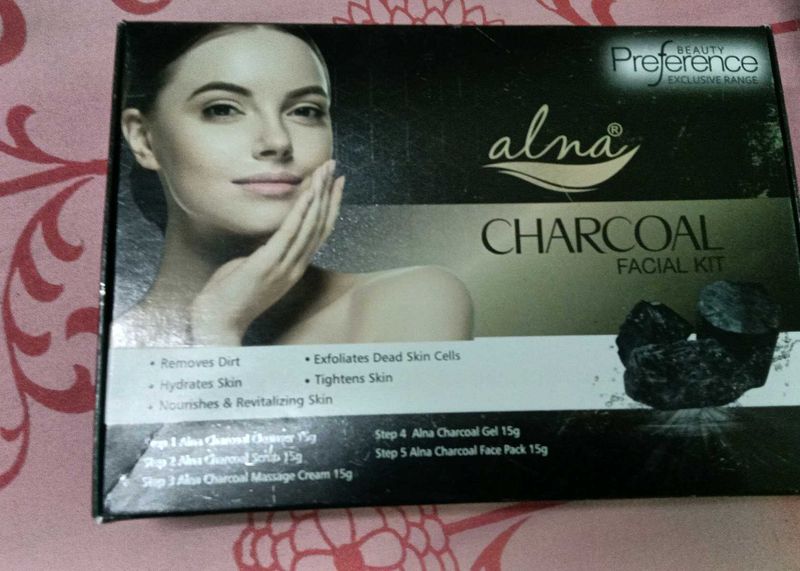 BEAUTY
Preference
EXCLUSIVE RANGE
alna®
CHARCOAL
FACIAL KIT
• Removes Dirt
• Hydrates Skin
• Nourishes & Revitalizing Skin
• Exfoliates Dead Skin Cells
• Tightens Skin
Step 1 Alna Charcoal Cleanser 15g
Step 2 Alna Charcoal Scrub 15g
Step 3 Alna Charcoal Massage Cream 15g
Step 4 Alna Charcoal Gel 15g
Step 5 Alna Charcoal Face Pack 15g